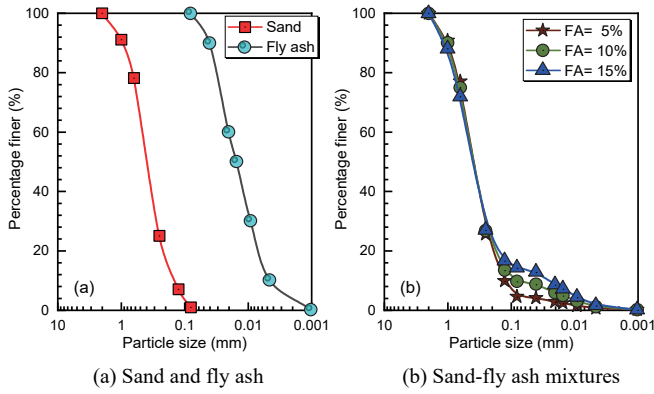 100
80
60
40
20
0
Percentage finer (%)
Sand
Fly ash
(a)
10 1 0.1 0.01 0.001
Particle size (mm)
(a) Sand and fly ash
100
80
60
40
20
0
Percentage finer (%)
FA= 5%
FA= 10%
FA= 15%
(b)
10 1 0.1 0.01 0.001
Particle size (mm)
(b) Sand-fly ash mixtures